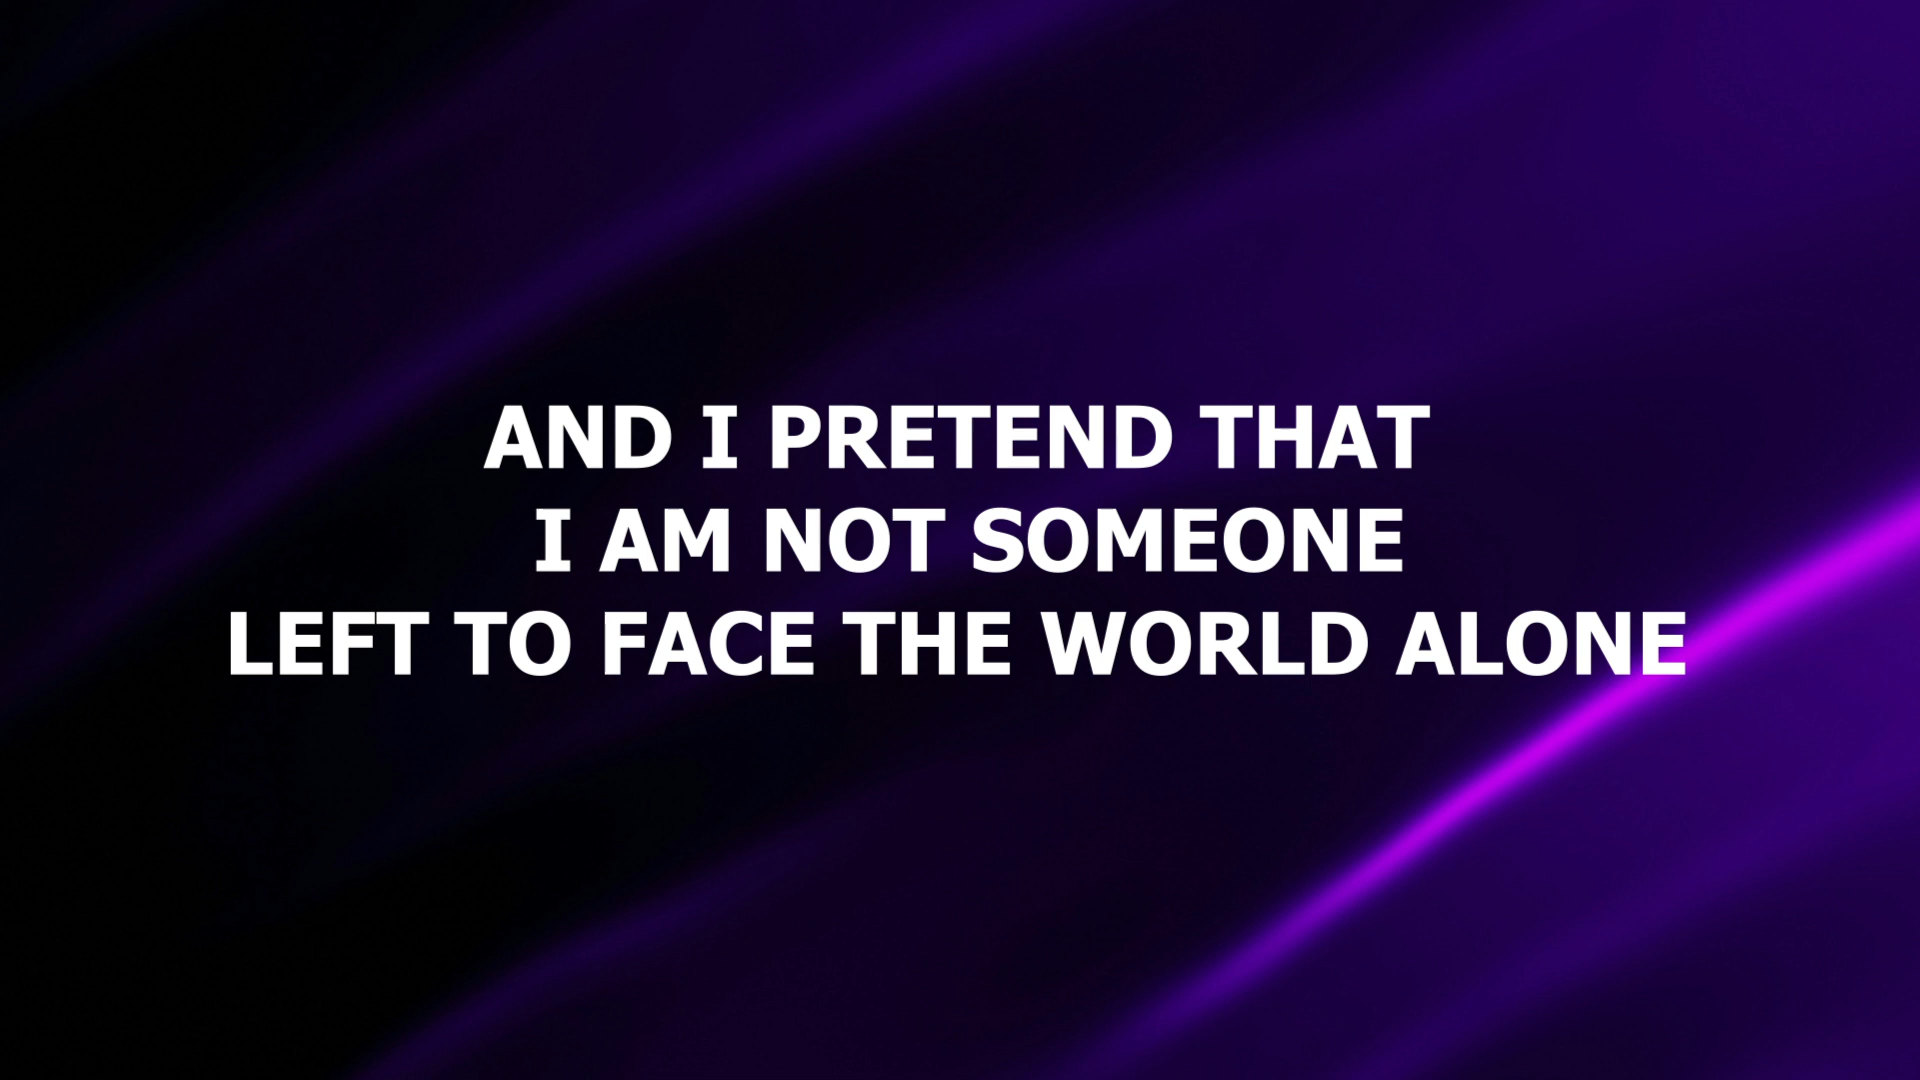 AND I PRETEND THAT
I AM NOT SOMEONE
LEFT TO FACE THE WORLD ALONE